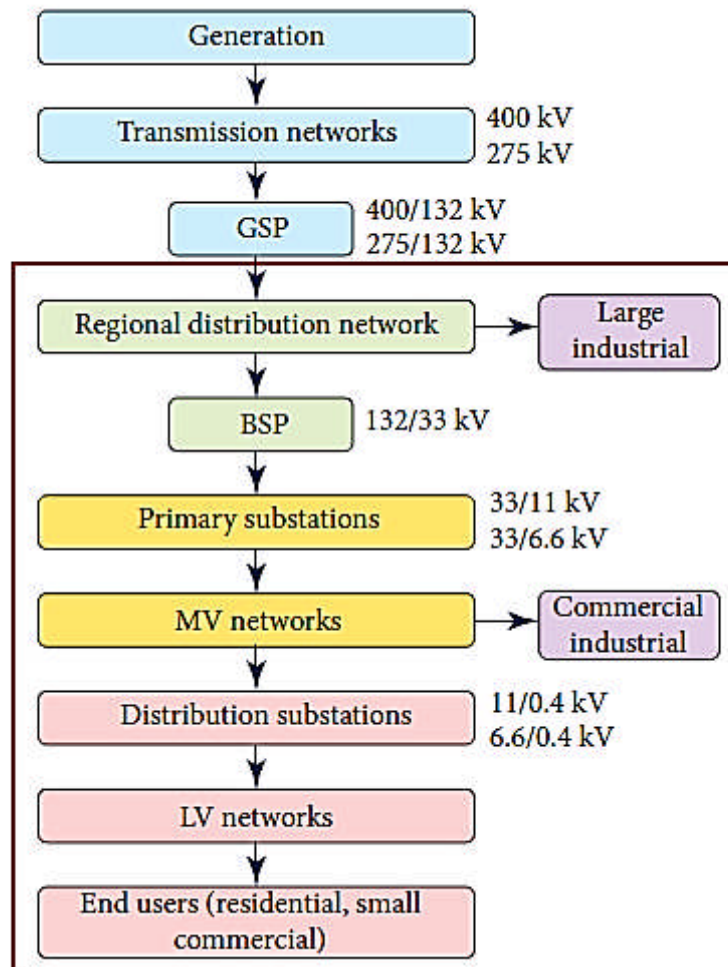 Generation
Transmission networks
400 kV
275 kV
GSP
400/132 kV
275/132 kV
Regional distribution network
Large
industrial
BSP
132/33 kV
Primary substations
33/11 kV
33/6.6 kV
MV networks
Commercial
industrial
Distribution substations
11/0.4 kV
6.6/0.4 kV
LV networks
End users (residential, small
commercial)